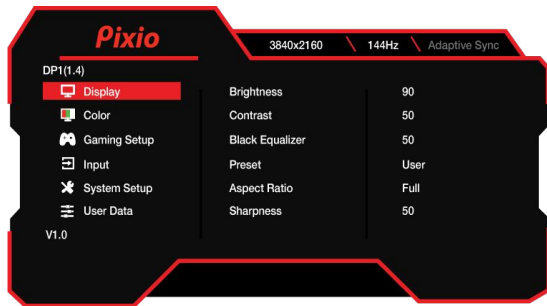 Pixio
3840x2160 \ 144Hz \ Adaptive Sync
DP1(1.4)
Display Brightness 90
Color Contrast 50
Gaming Setup Black Equalizer 50
Input Preset User
System Setup Aspect Ratio Full
User Data Sharpness 50
V1.0